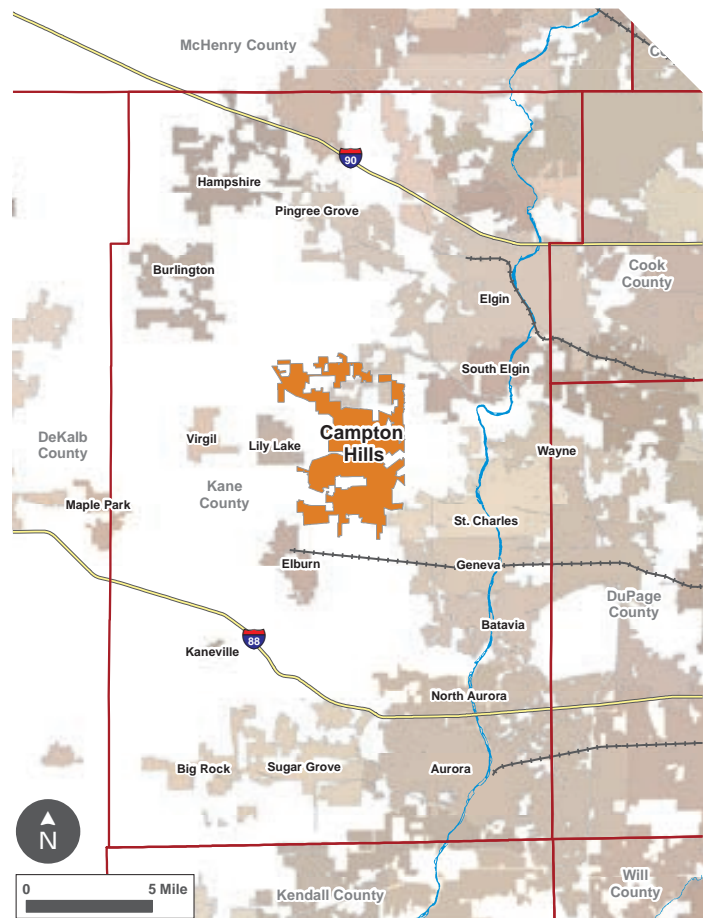 McHenry County
Co
90
Hampshire
Pingree Grove
Burlington
Cook
County
Elgin
South Elgin
Campton
Hills
Virgil
Lily Lake
DeKalb
County
Wayne
Kane
County
Maple Park
St. Charles
Elburn
Geneva
DuPage
County
Batavia
88
Kaneville
North Aurora
Big Rock
Sugar Grove
Aurora
N
0 5 Mile
Kendall County
Will
County